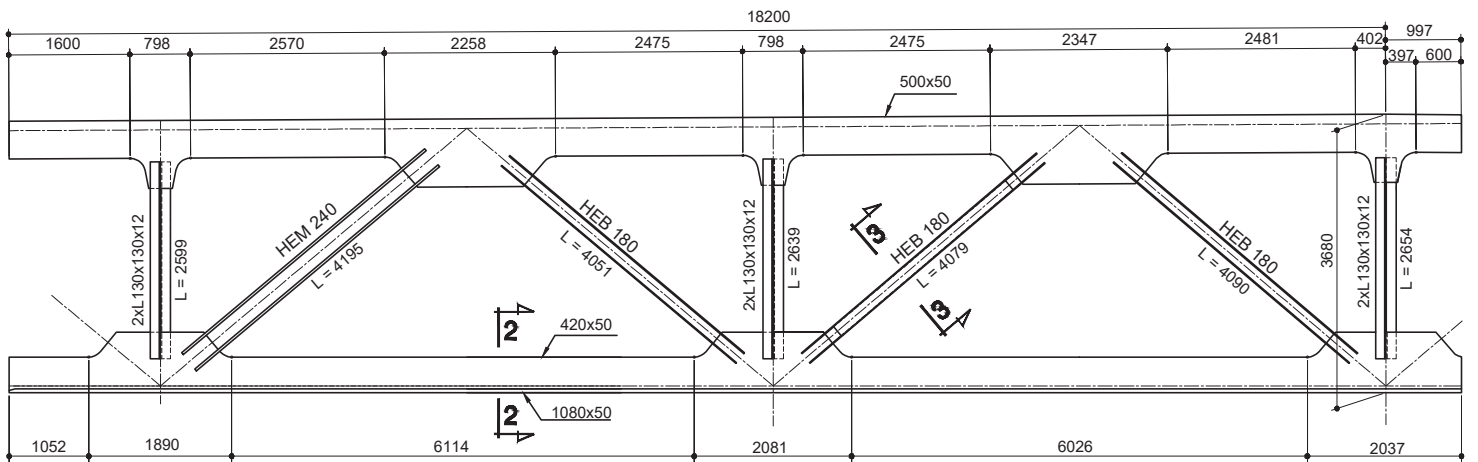 18200
1600 798 2570 2258 2475 798 2475 2347 2481 402 997
397 600
500x50
2xL130x130x12
L = 2599
HEM 240
L = 4195
HEB 180
L = 4051
2xL130x130x12
L = 2639
3
HEB 180
L = 4079
3
HEB 180
L = 4090
3680
2xL130x130x12
L = 2654
2
420x50
2
1080x50
1052 1890 6114 2081 6026 2037